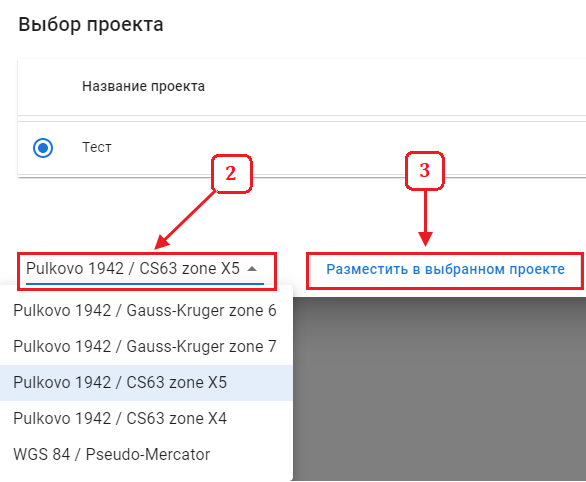 Выбор проекта
Название проекта
Тест
2
3
Pulkovo 1942 / CS63 zone X5
Разместить в выбранном проекте
Pulkovo 1942 / Gauss-Kruger zone 6
Pulkovo 1942 / Gauss-Kruger zone 7
Pulkovo 1942 / CS63 zone X5
Pulkovo 1942 / CS63 zone X4
WGS 84 / Pseudo-Mercator